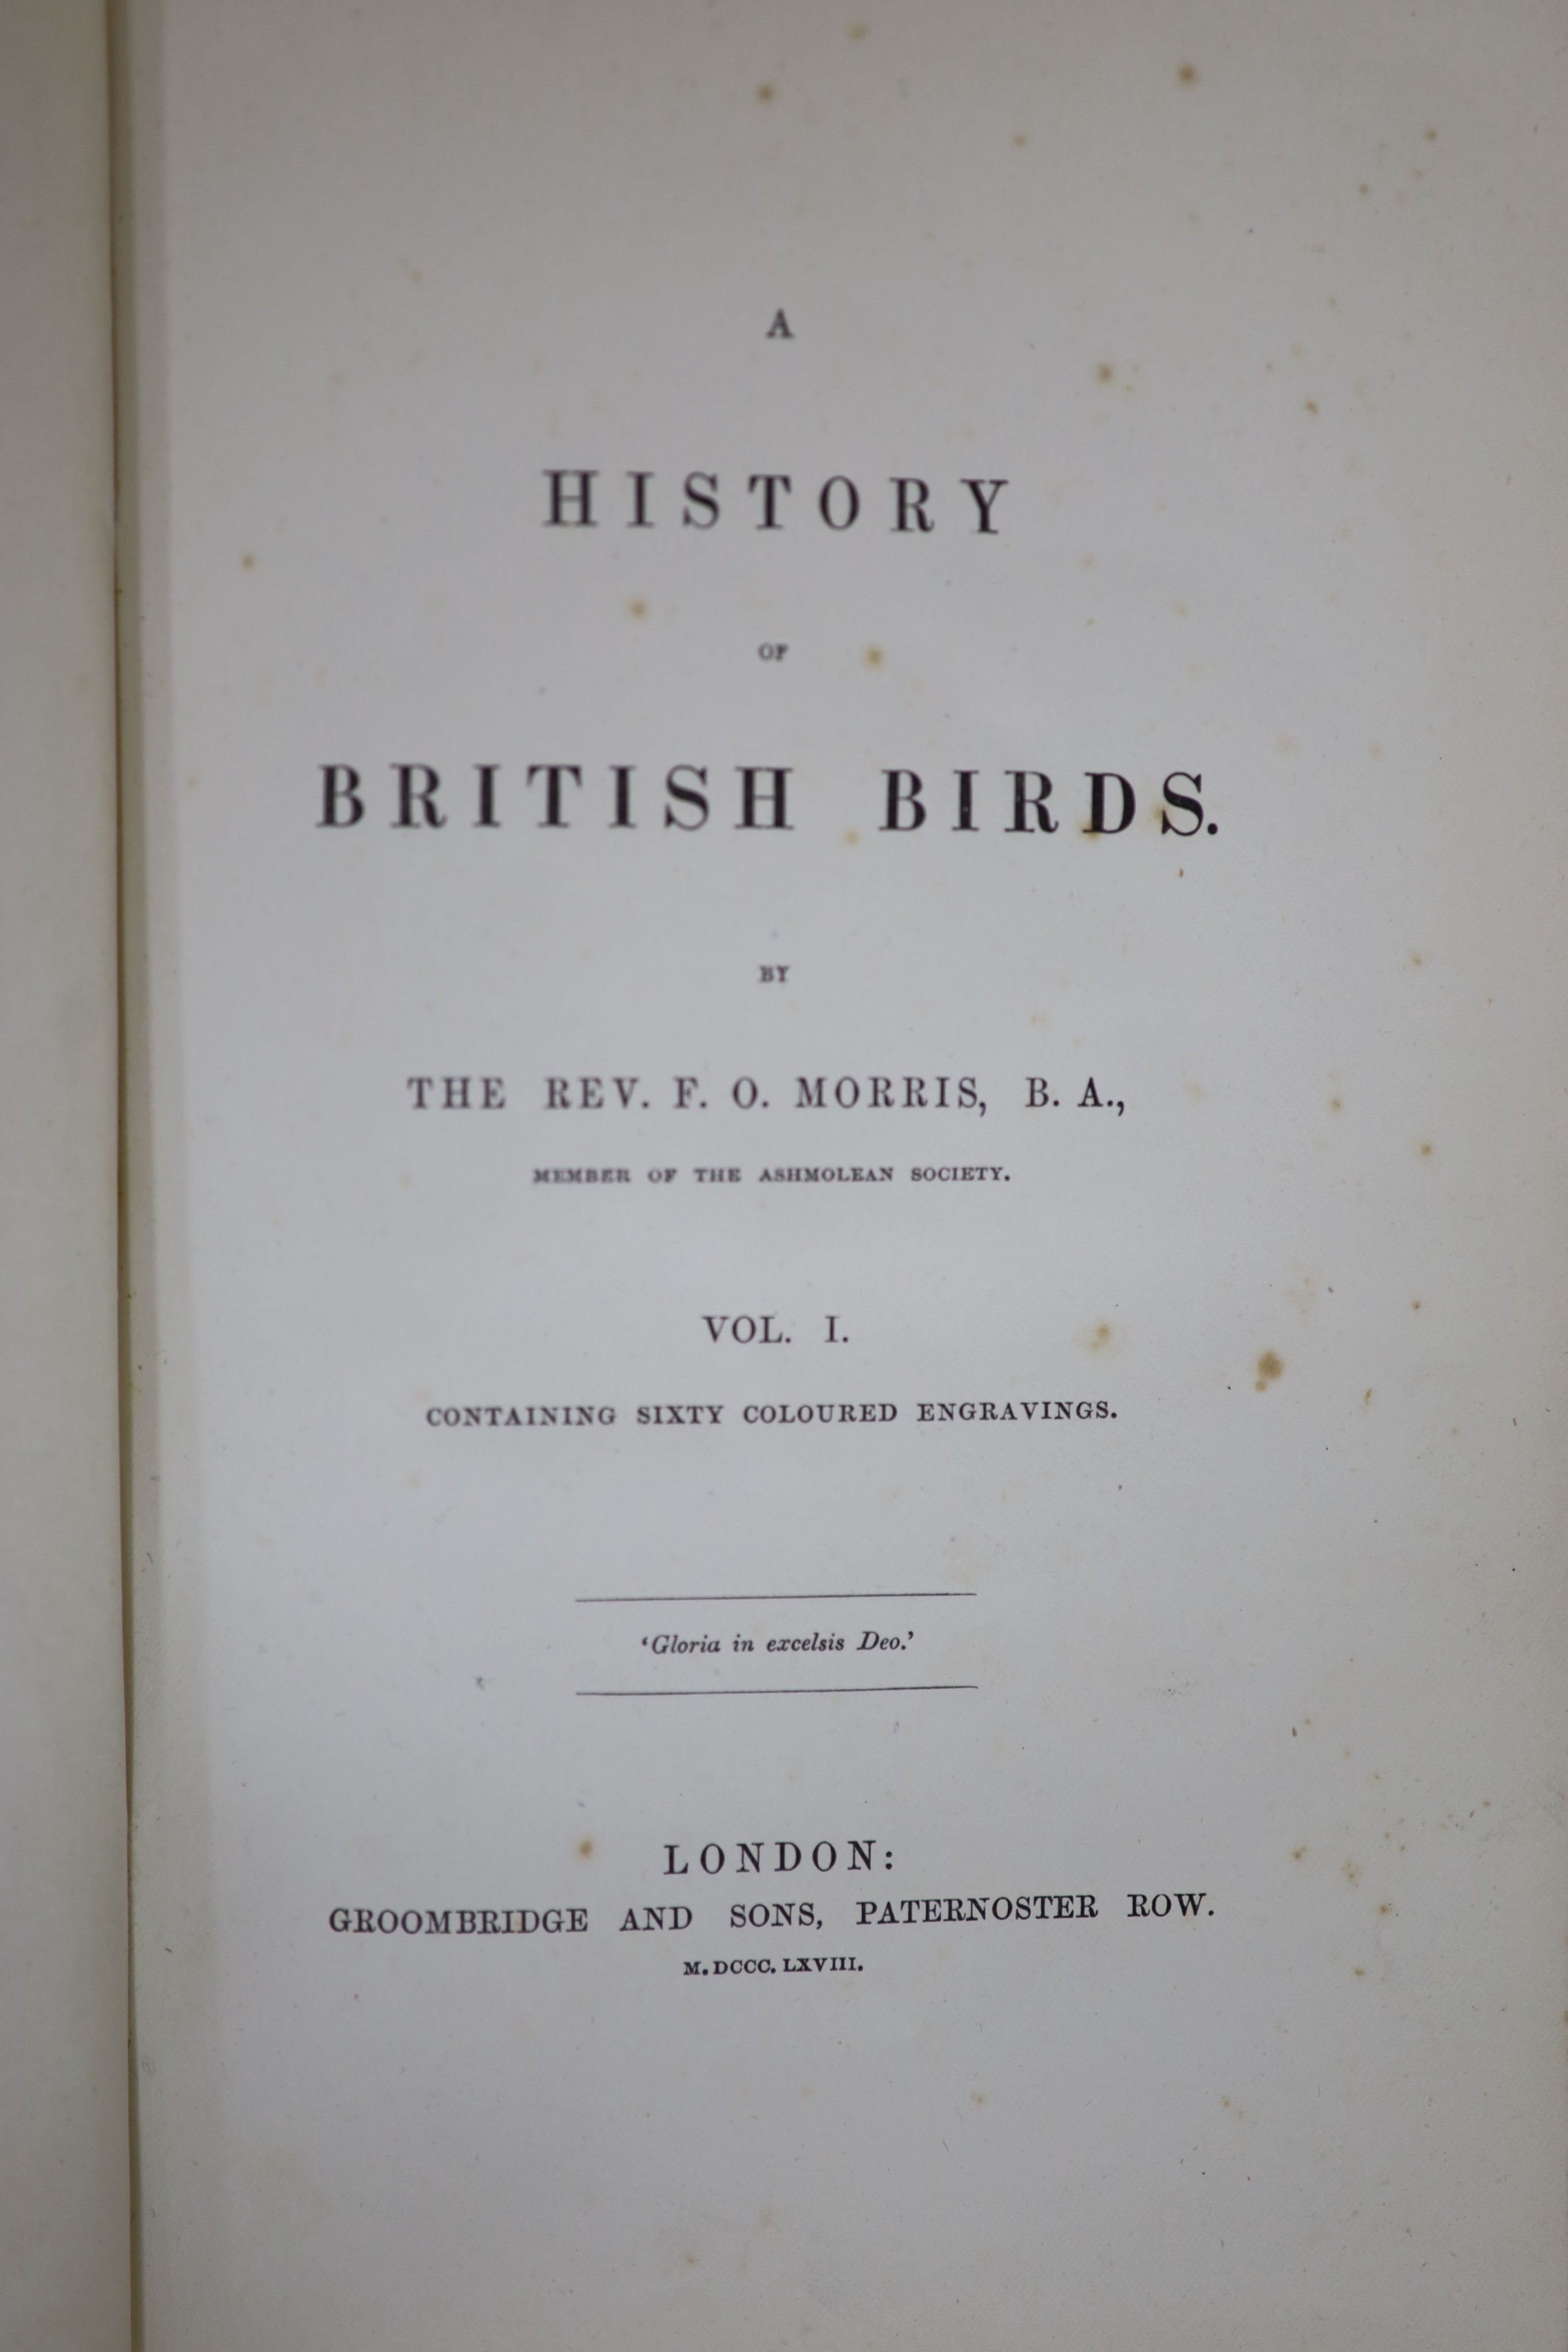 A
HISTORY
OF
BRITISH BIRDS.
BY
THE REV. F. O. MORRIS, B. A.,
MEMBER OF THE ASHMOLEAN SOCIETY.
VOL. I.
CONTAINING SIXTY COLOURED ENGRAVINGS.
‘Gloria in excelsis Deo.’
LONDON:
GROOMBRIDGE AND SONS, PATERNOSTER ROW.
M.DCCC.LXVIII.